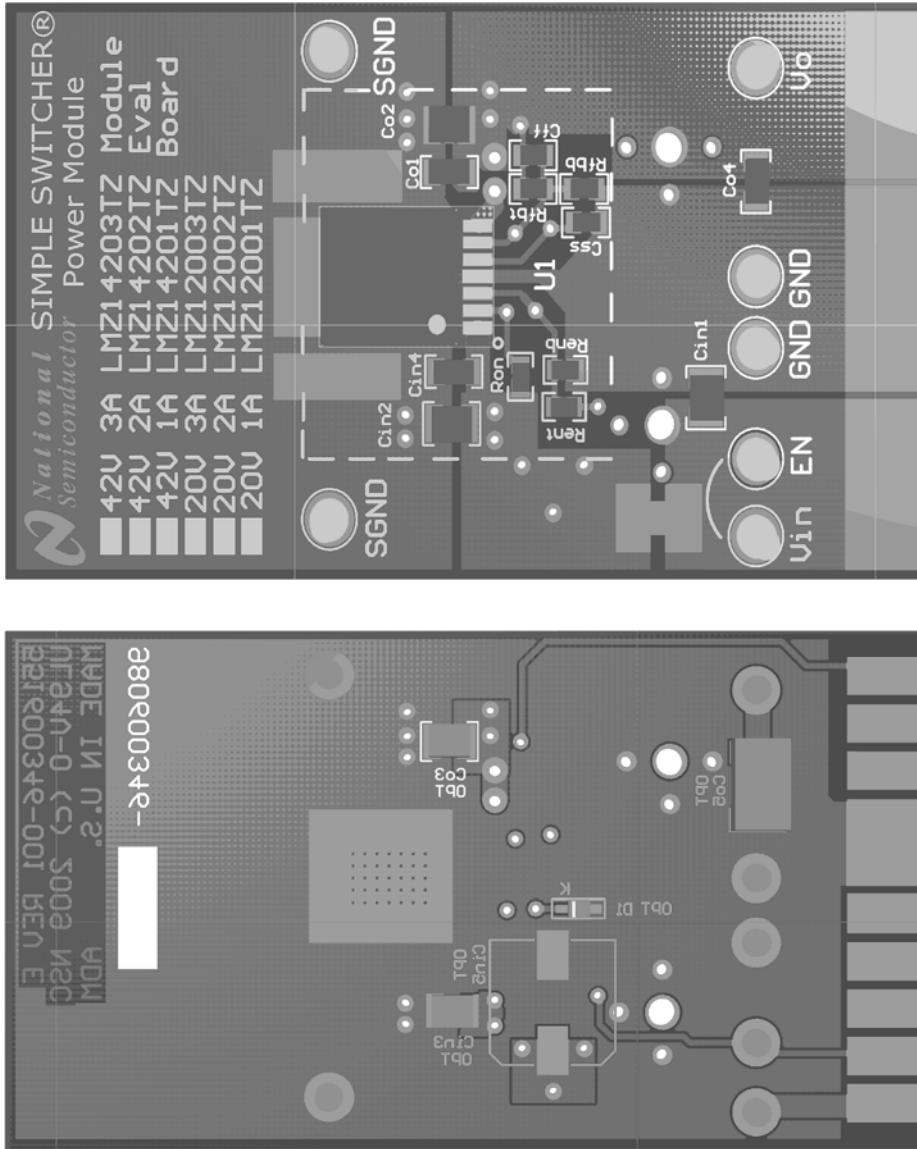 National SIMPLE SWITCHER®
Semiconductor Power Module
42V 3A LMZ14203TZ Module
42V 2A LMZ14202TZ Eval
42V 1A LMZ14201TZ Board
20V 3A LMZ12003TZ
20V 2A LMZ12002TZ
20V 1A LMZ12001TZ
SGND
SGND
Co2
Co1
Cff
Rfbb
Rfbt
Css
U1
Cin4
Cin2
Ron
Renb
Rent
Cin1
Co4
Vo
GND
GND
EN
Vin
MADE IN U.S. ADM
UL94V-0 (c) 2009 NSC
551600346-001 REV E
980600346-
Co3
OPT
Co5
OPT
K
OPT D1
Cin5
OPT
Cin3
OPT